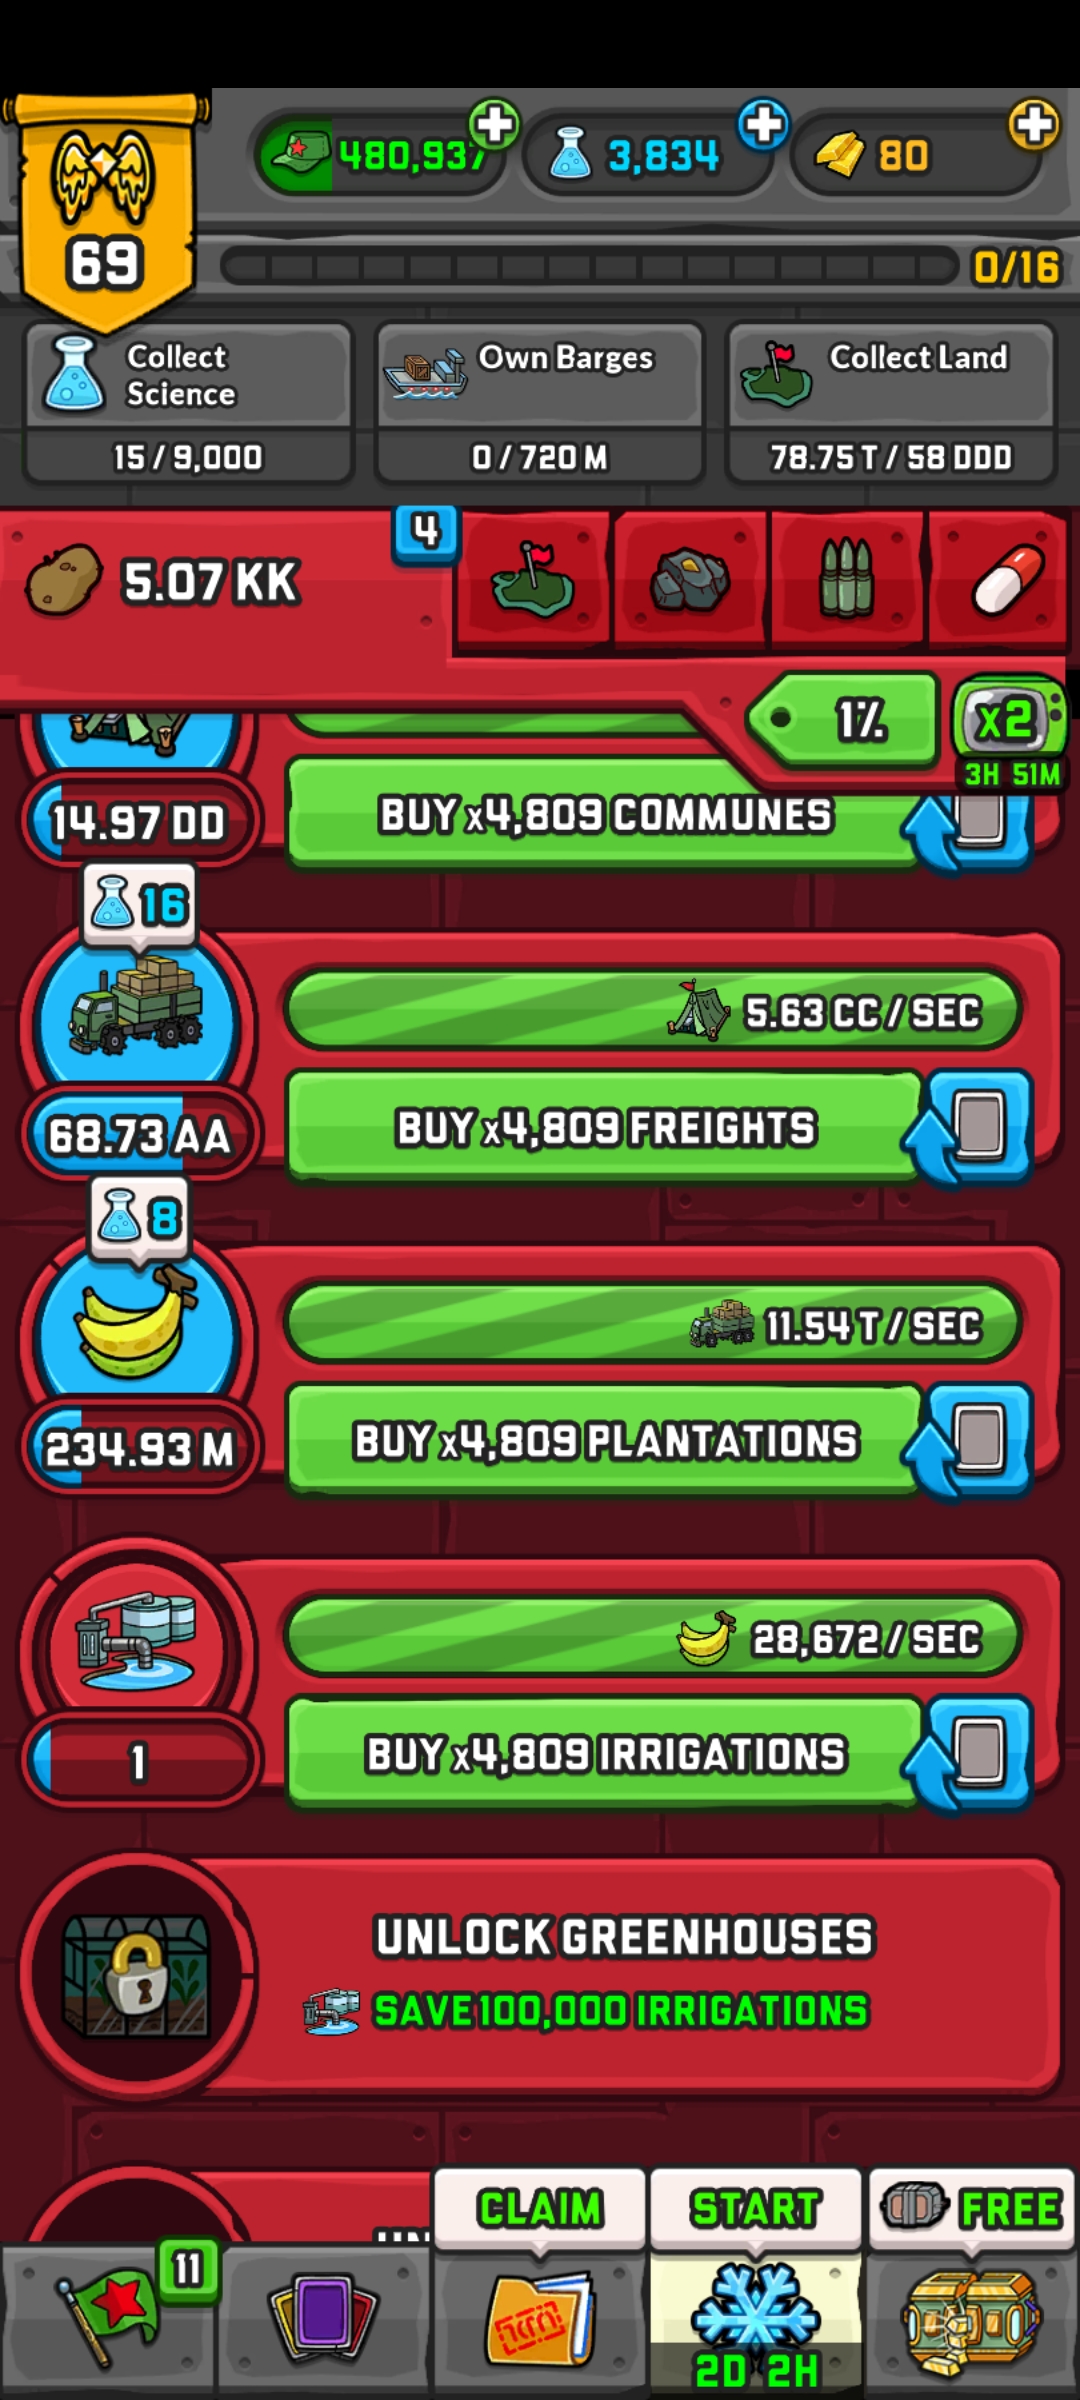 480,937
3,834
80
69
0/16
Collect
Science
15 / 9,000
Own Barges
0 / 720 M
Collect Land
78.75 T / 58 DDD
5.07 KK
4
1%
x2
3H 51M
14.97 DD
BUY x4,809 COMMUNES
16
5.63 CC / SEC
68.73 AA
BUY x4,809 FREIGHTS
8
11.54 T / SEC
234.93 M
BUY x4,809 PLANTATIONS
28,672 / SEC
1
BUY x4,809 IRRIGATIONS
UNLOCK GREENHOUSES
SAVE 100,000 IRRIGATIONS
CLAIM
START
FREE
11
2D 2H